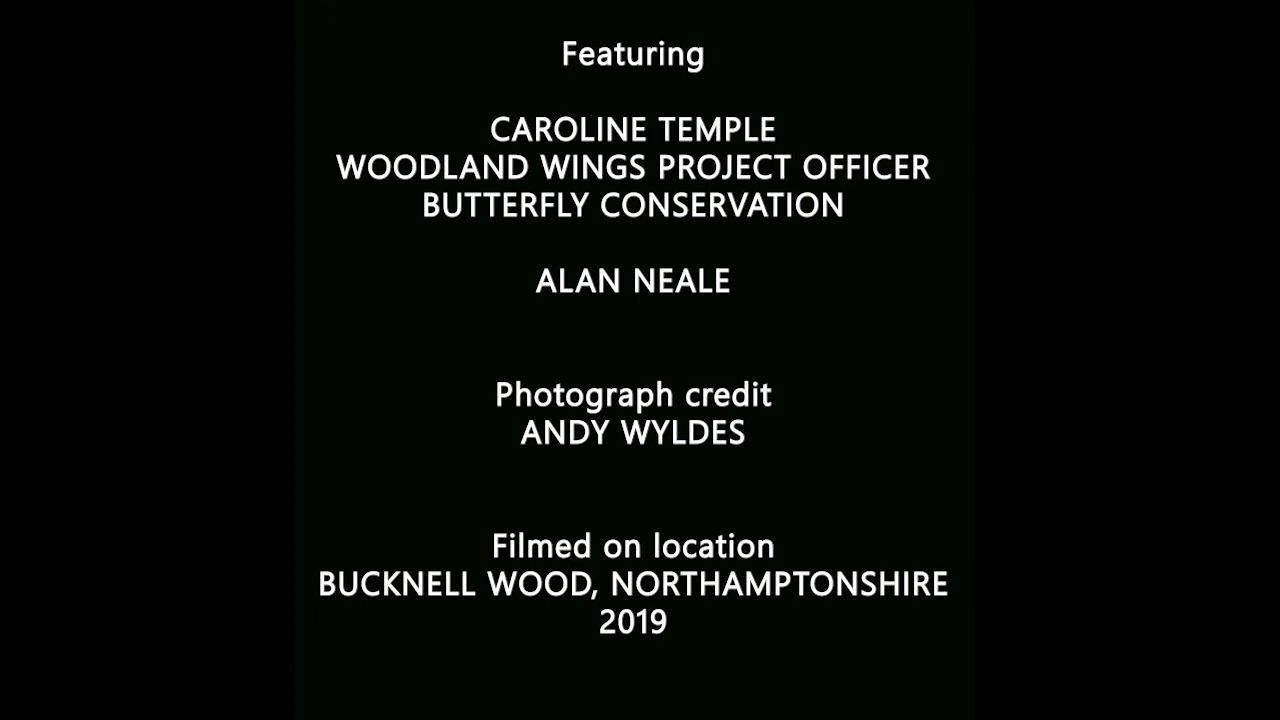 Featuring
CAROLINE TEMPLE
WOODLAND WINGS PROJECT OFFICER
BUTTERFLY CONSERVATION
ALAN NEALE
Photograph credit
ANDY WYLDES
Filmed on location
BUCKNELL WOOD, NORTHAMPTONSHIRE
2019